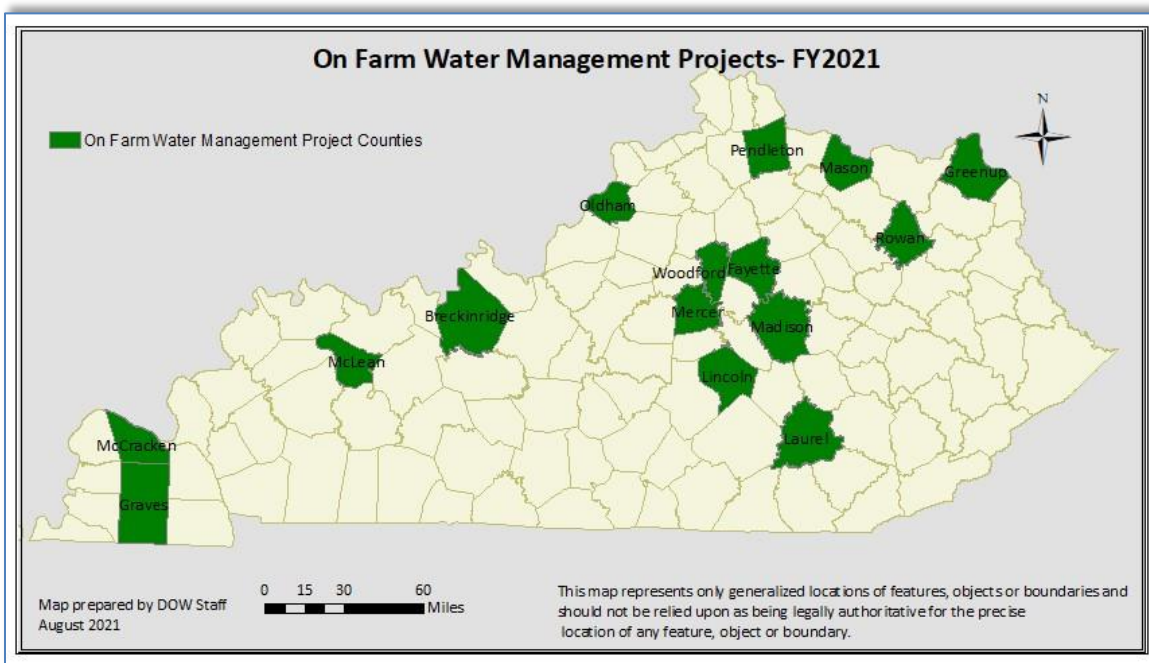 On Farm Water Management Projects- FY2021
N
On Farm Water Management Project Counties
Pendleton
Mason
Greenup
Oldham
Rowan
Woodford
Fayette
Breckinridge
Mercer
Madison
McLean
Lincoln
McCracken
Laurel
Graves
0 15 30 60
Miles
Map prepared by DOW Staff
August 2021
This map represents only generalized locations of features, objects or boundaries and
should not be relied upon as being legally authoritative for the precise
location of any feature, object or boundary.